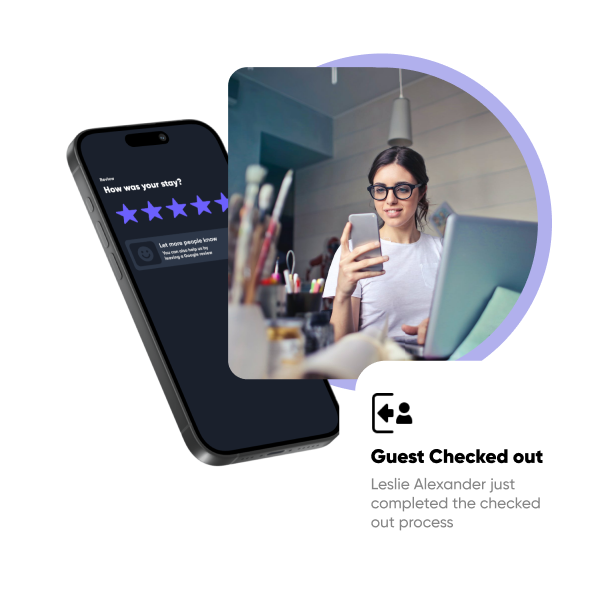 Review
How was your stay?
Let more people know
You can also help us by
leaving a Google review
Guest Checked out
Leslie Alexander just
completed the checked
out process